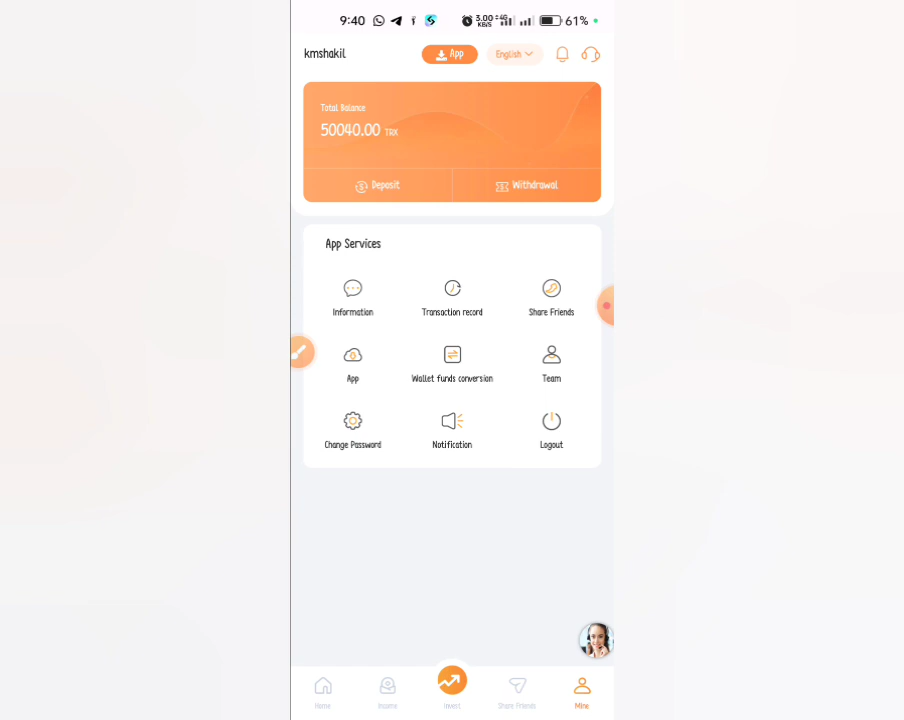 9:40 3.00 KB/S 4G 61%
kmshakil App English
Total Balance
50040.00 TRX
Deposit Withdrawal
App Services
Information Transaction record Share Friends
App Wallet funds conversion Team
Change Password Notification Logout
Home Income Invest Share Friends Mine